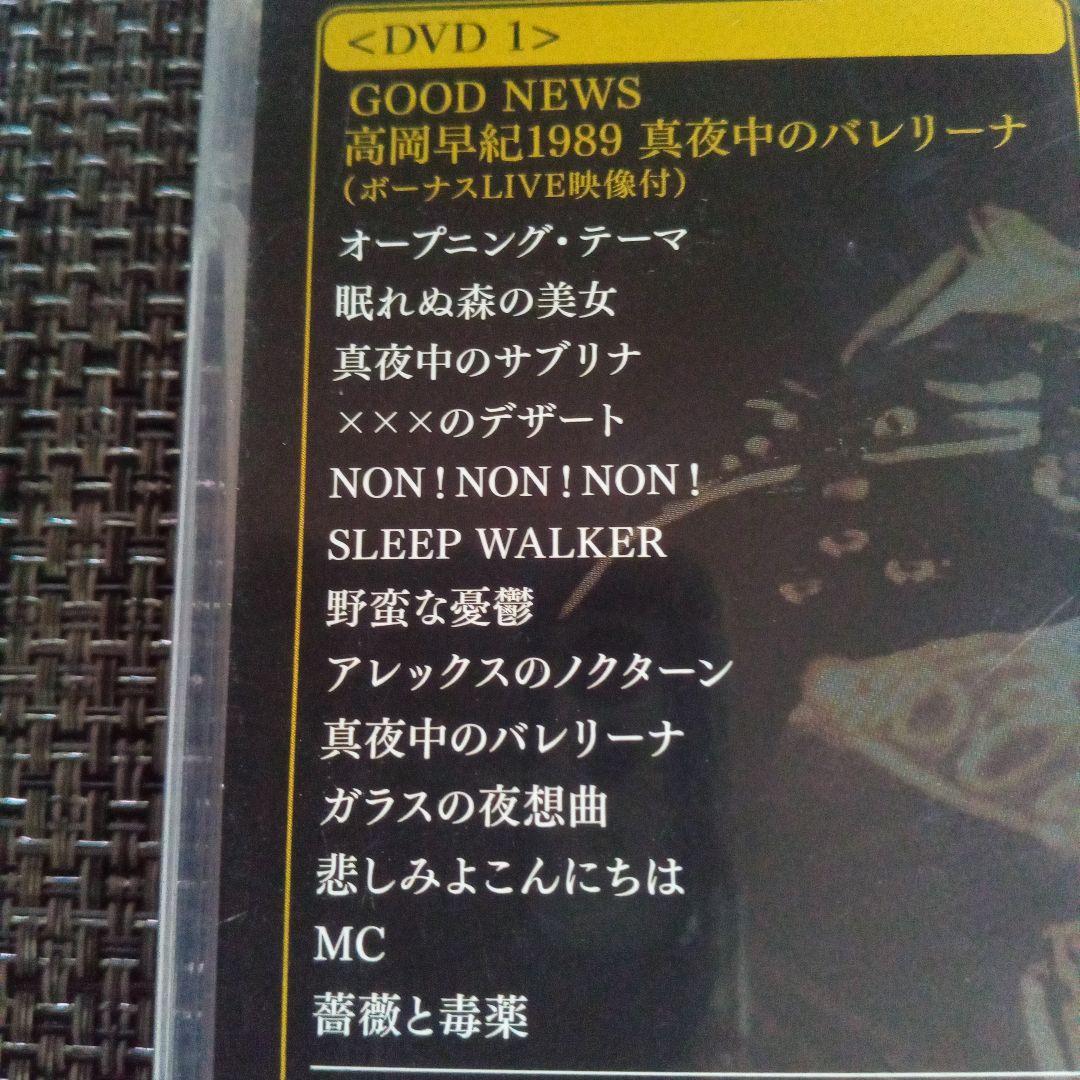 <DVD 1>
GOOD NEWS
高岡早紀1989 真夜中のバレリーナ
（ボーナスLIVE映像付）
オープニング・テーマ
眠れぬ森の美女
真夜中のサブリナ
×××のデザート
NON！NON！NON！
SLEEP WALKER
野蛮な憂鬱
アレックスのノクターン
真夜中のバレリーナ
ガラスの夜想曲
悲しみよこんにちは
MC
薔薇と毒薬